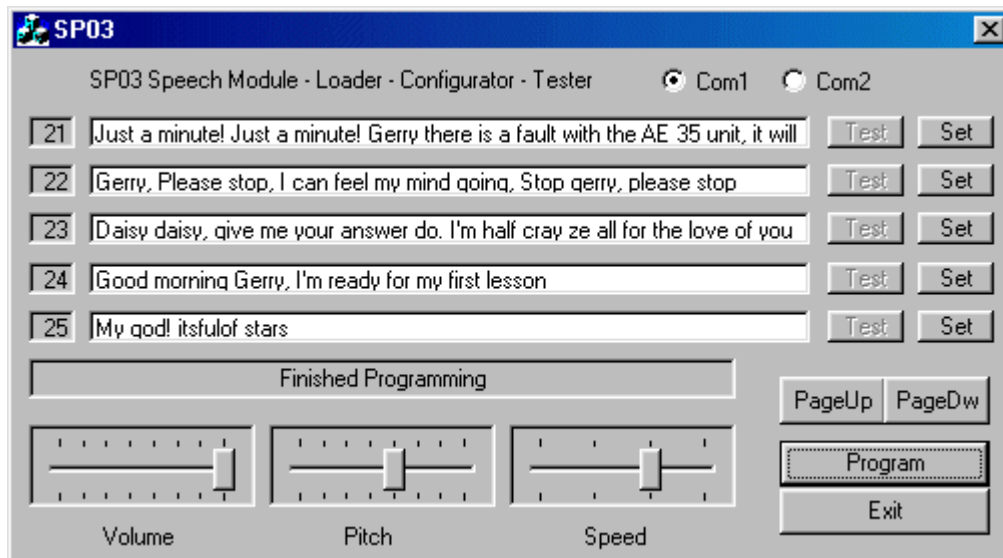 SP03
SP03 Speech Module - Loader - Configurator - Tester Com1 Com2
21 Just a minute! Just a minute! Gerry there is a fault with the AE 35 unit, it will Test Set
22 Gerry, Please stop, I can feel my mind going, Stop gerry, please stop Test Set
23 Daisy daisy, give me your answer do. I'm half cray ze all for the love of you Test Set
24 Good morning Gerry, I'm ready for my first lesson Test Set
25 My god! itsfulof stars Test Set
Finished Programming
PageUp PageDw
Program
Exit
Volume Pitch Speed